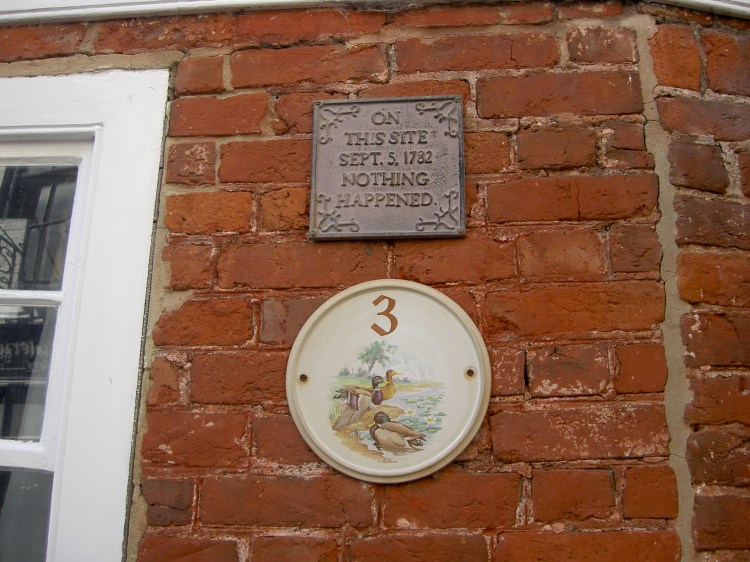 ON
THIS SITE
SEPT. 5, 1782
NOTHING
HAPPENED.
3